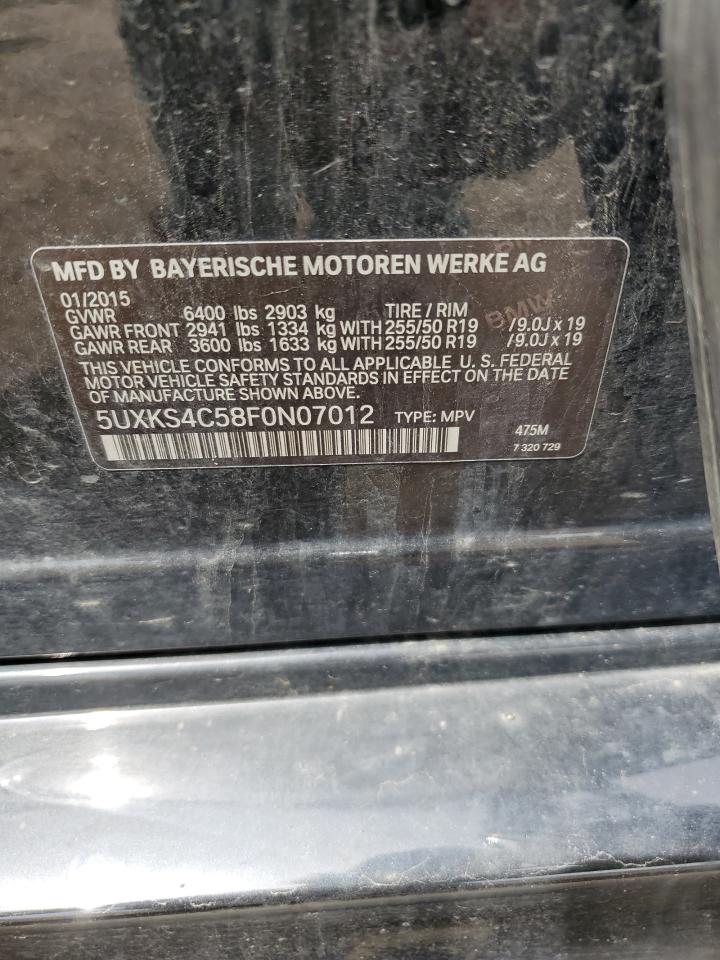 MFD BY BAYERISCHE MOTOREN WERKE AG
01/2015
GVWR 6400 lbs 2903 kg TIRE / RIM
GAWR FRONT 2941 lbs 1334 kg WITH 255/50 R19 /9.0J x 19
GAWR REAR 3600 lbs 1633 kg WITH 255/50 R19 /9.0J x 19
THIS VEHICLE CONFORMS TO ALL APPLICABLE U. S. FEDERAL
MOTOR VEHICLE SAFETY STANDARDS IN EFFECT ON THE DATE
OF MANUFACTURE SHOWN ABOVE.
5UXKS4C58F0N07012 TYPE: MPV 475M
7 320 729